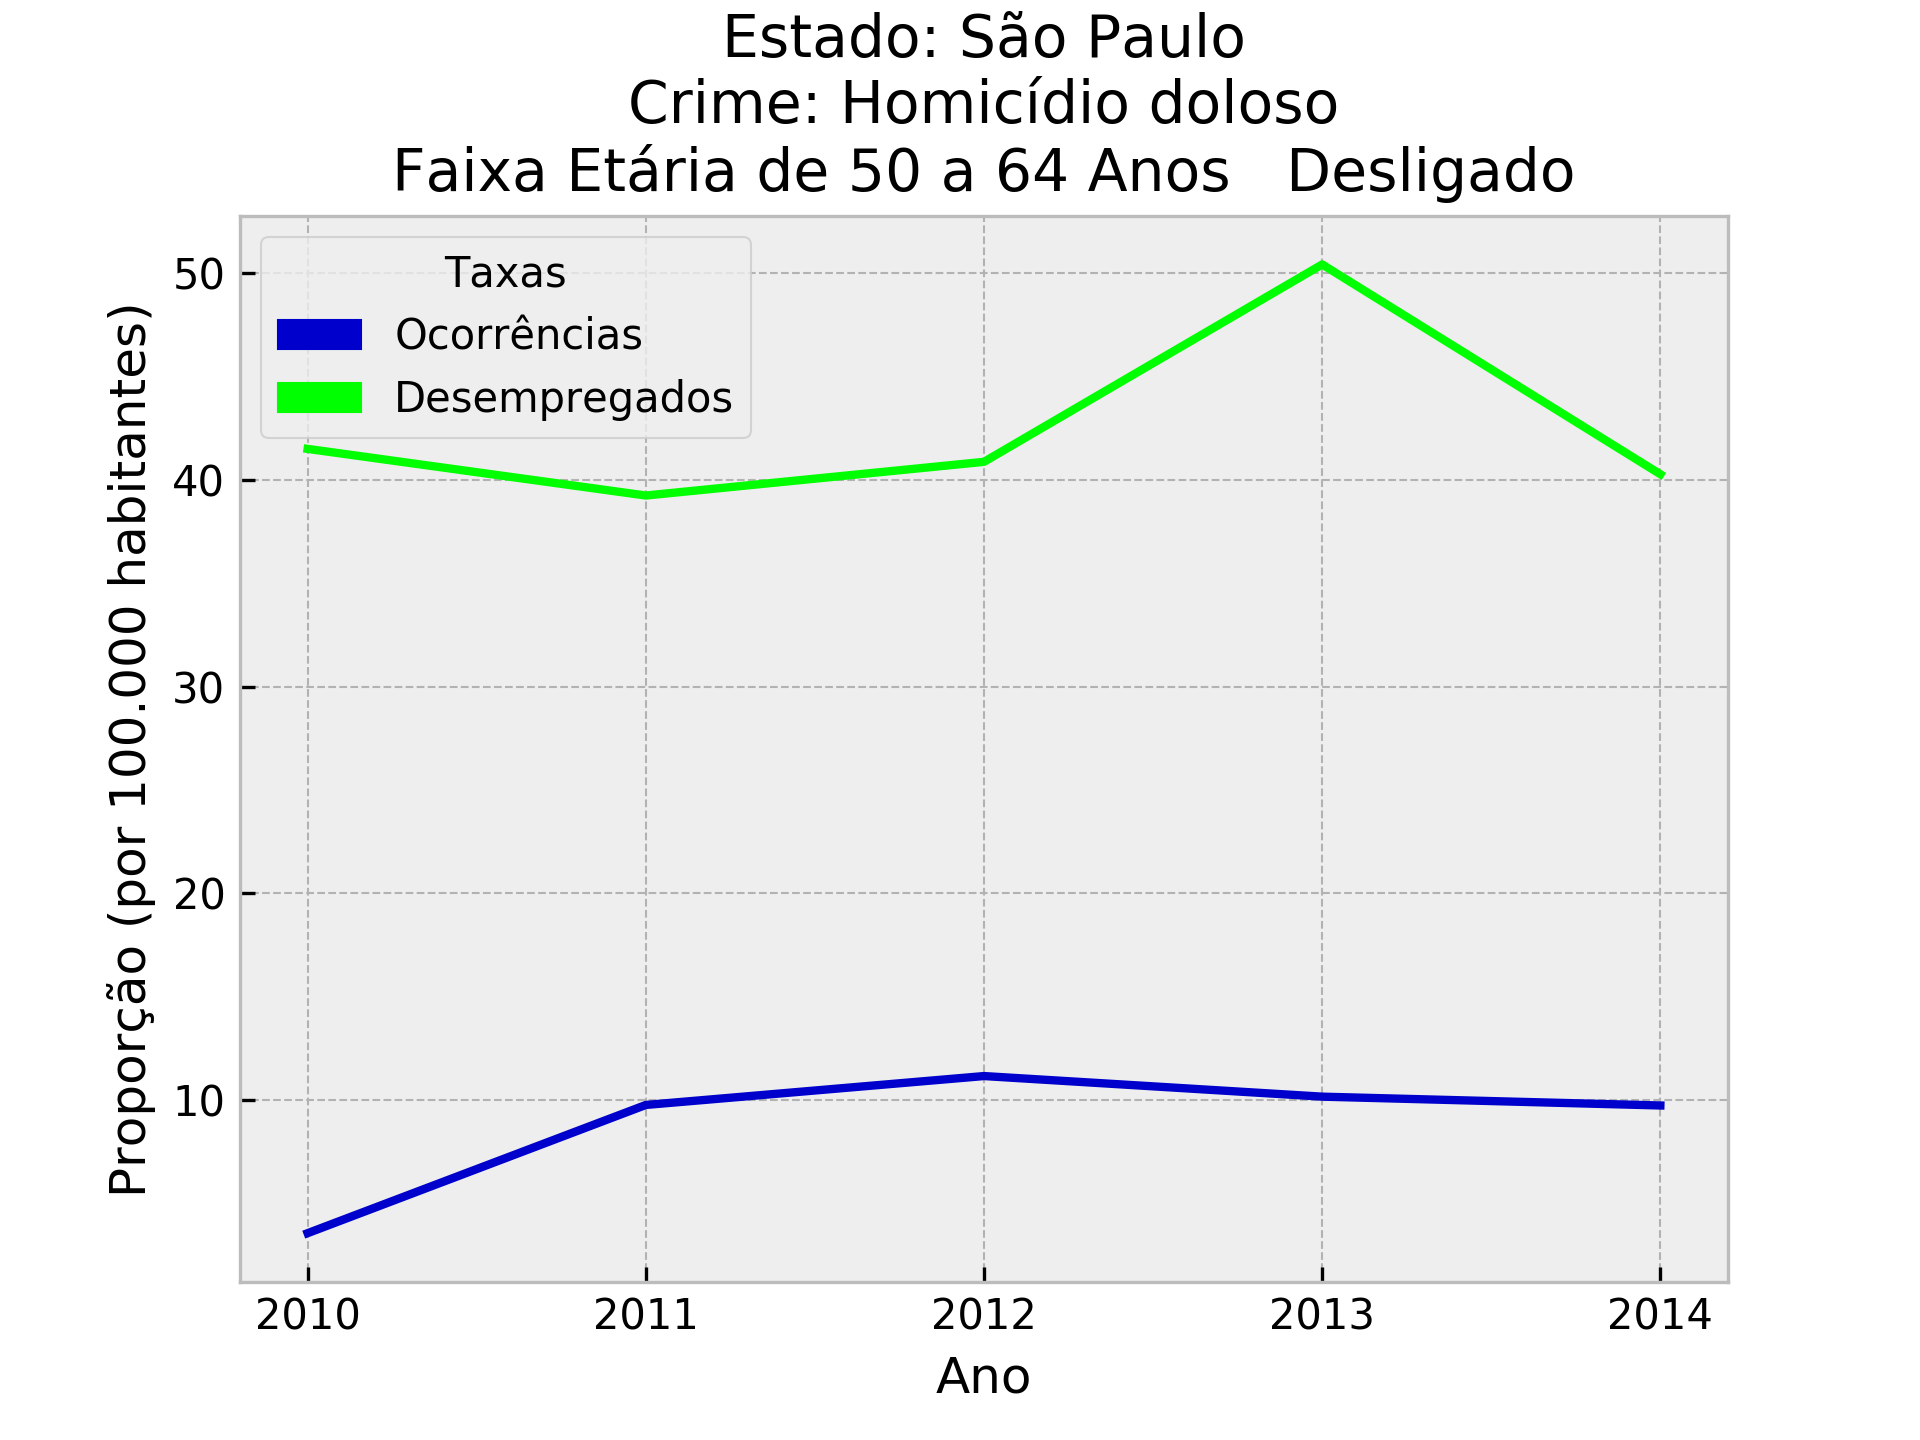 Estado: São Paulo
Crime: Homicídio doloso
Faixa Etária de 50 a 64 Anos   Desligado
Taxas
Ocorrências
Desempregados
Proporção (por 100.000 habitantes)
50
40
30
20
10
2010 2011 2012 2013 2014
Ano